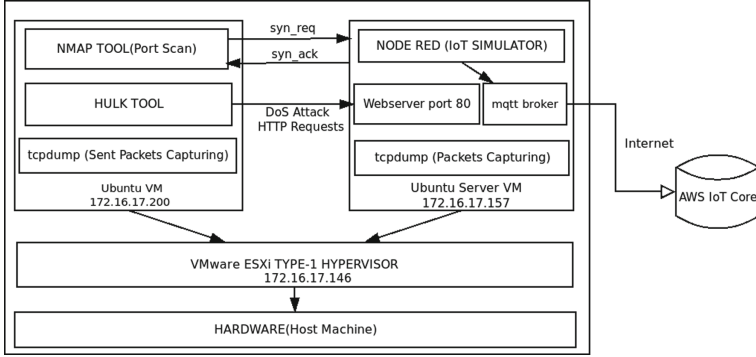 NMAP TOOL(Port Scan)
HULK TOOL
tcpdump (Sent Packets Capturing)
Ubuntu VM
172.16.17.200
syn_req
syn_ack
DoS Attack
HTTP Requests
NODE RED (IoT SIMULATOR)
Webserver port 80
mqtt broker
tcpdump (Packets Capturing)
Ubuntu Server VM
172.16.17.157
Internet
AWS IoT Core
VMware ESXi TYPE-1 HYPERVISOR
172.16.17.146
HARDWARE(Host Machine)